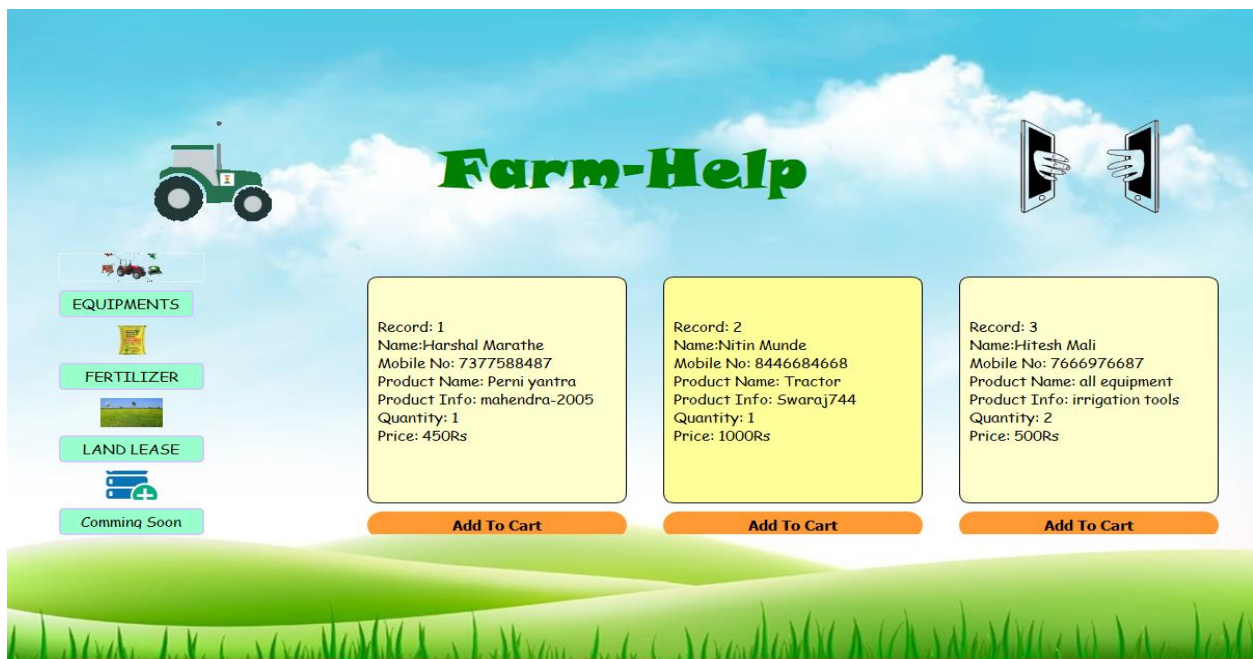 Farm-Help
EQUIPMENTS
FERTILIZER
LAND LEASE
Comming Soon
Record: 1
Name:Harshal Marathe
Mobile No: 7377588487
Product Name: Perni yantra
Product Info: mahendra-2005
Quantity: 1
Price: 450Rs
Add To Cart
Record: 2
Name:Nitin Munde
Mobile No: 8446684668
Product Name: Tractor
Product Info: Swaraj744
Quantity: 1
Price: 1000Rs
Add To Cart
Record: 3
Name:Hitesh Mali
Mobile No: 7666976687
Product Name: all equipment
Product Info: irrigation tools
Quantity: 2
Price: 500Rs
Add To Cart